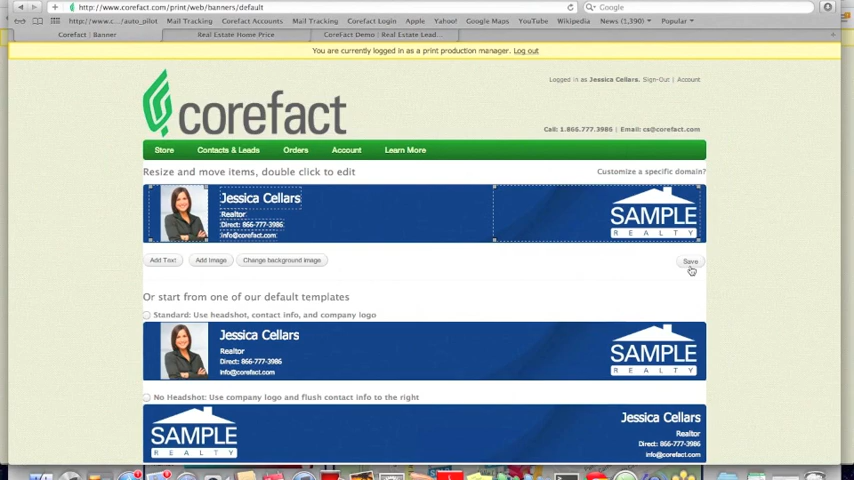 http://www.corefact.com/print/web/banners/default
Google
http://www.c.../auto_pilot Mail Tracking Corefact Accounts Mail Tracking Corefact Login Apple Yahoo! Google Maps YouTube Wikipedia News (1,390) Popular
Corefact | Banner Real Estate Home Price CoreFact Demo | Real Estate Lead...
You are currently logged in as a print production manager. Log out
Logged in as Jessica Cellars. Sign-Out | Account
corefact
Call: 1.866.777.3986 | Email: cs@corefact.com
Store Contacts & Leads Orders Account Learn More
Resize and move items, double click to edit
Customize a specific domain?
Jessica Cellars
Realtor
Direct: 866-777-3986
info@corefact.com
SAMPLE
REALTY
Add Text Add Image Change background image Save
Or start from one of our default templates
Standard: Use headshot, contact info, and company logo
Jessica Cellars
Realtor
Direct: 866-777-3986
info@corefact.com
SAMPLE
REALTY
No Headshot: Use company logo and flush contact info to the right
SAMPLE
REALTY
Jessica Cellars
Realtor
Direct: 866-777-3986
info@corefact.com